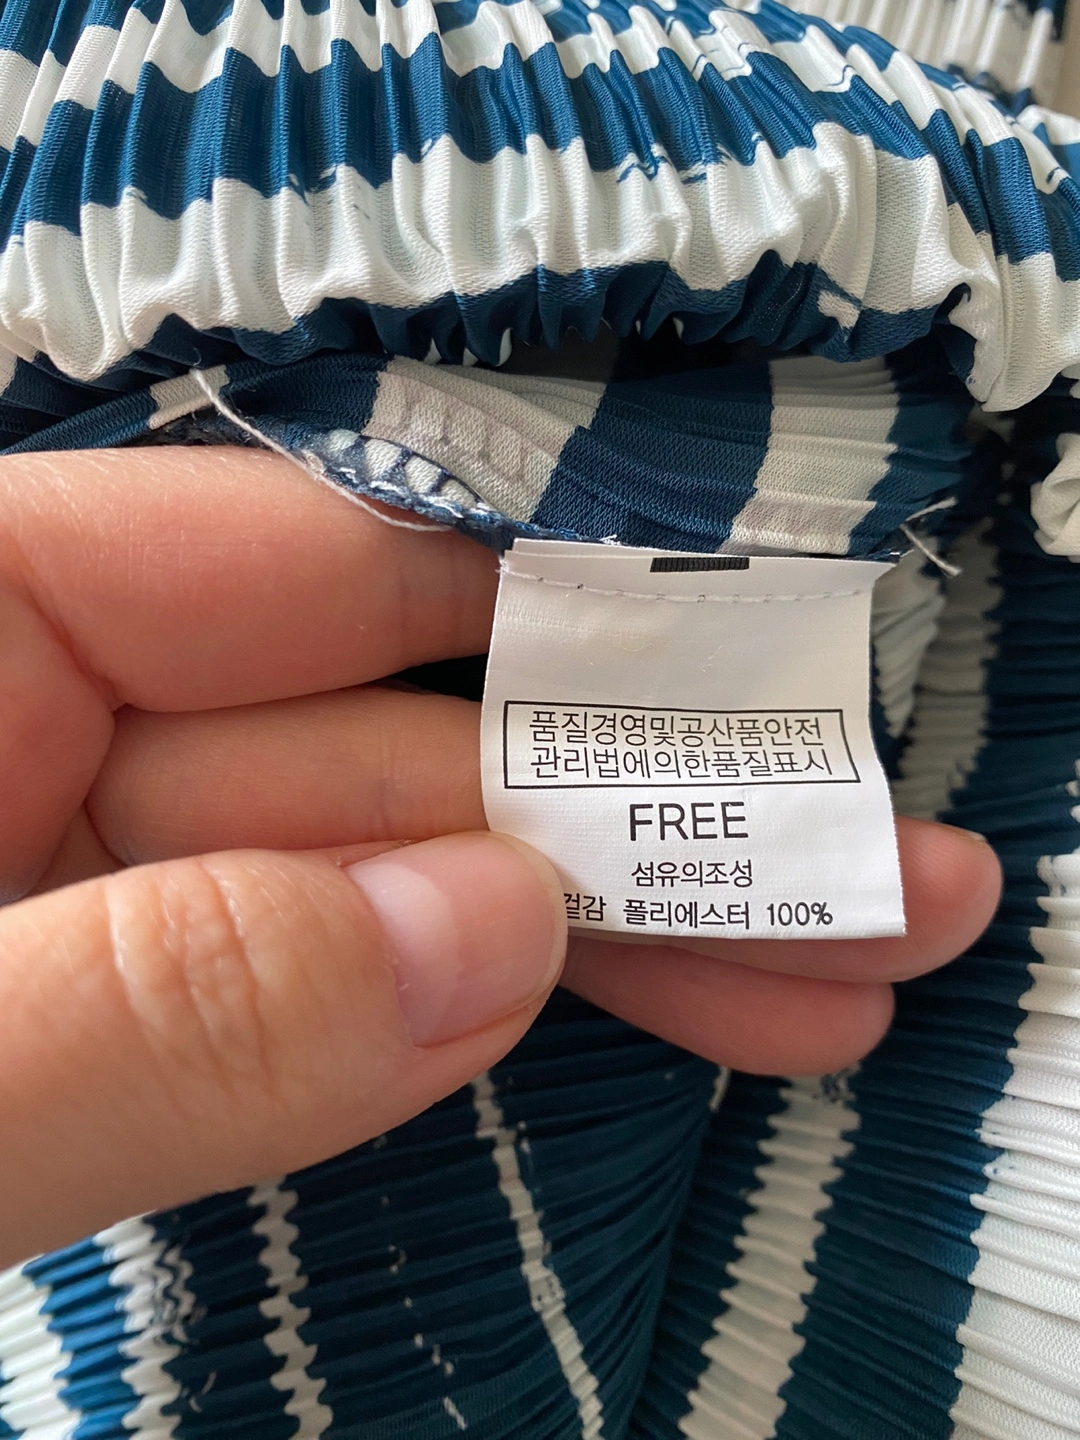 품질경영및공산품안전
관리법에의한품질표시
FREE
섬유의조성
겉감 폴리에스터 100%